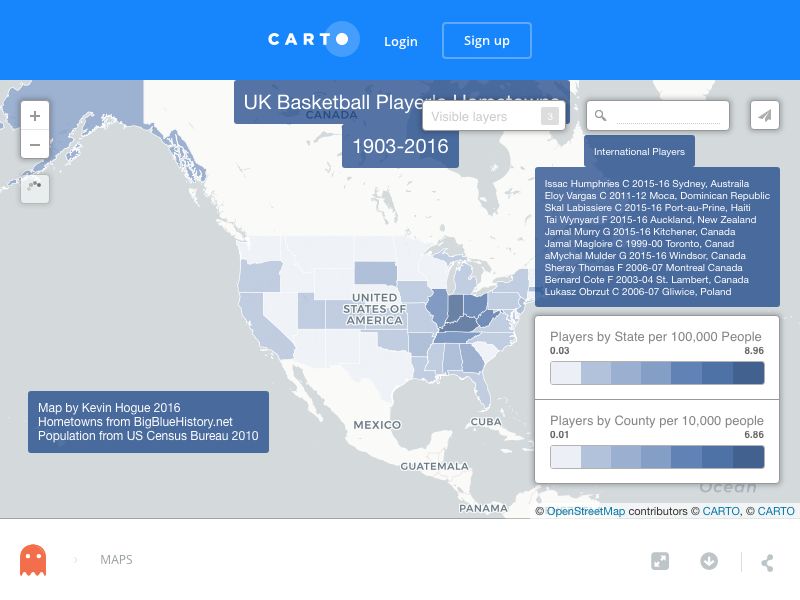 CARTO
Login
Sign up
UK Basketball Player's Hometowns
CANADA
Visible layers
3
1903-2016
International Players
Issac Humphries C 2015-16 Sydney, Austraila
Eloy Vargas C 2011-12 Moca, Dominican Republic
Skal Labissiere C 2015-16 Port-au-Prine, Haiti
Tai Wynyard F 2015-16 Auckland, New Zealand
Jamal Murry G 2015-16 Kitchener, Canada
Jamal Magloire C 1999-00 Toronto, Canad
aMychal Mulder G 2015-16 Windsor, Canada
Sheray Thomas F 2006-07 Montreal Canada
Bernard Cote F 2003-04 St. Lambert, Canada
Lukasz Obrzut C 2006-07 Gliwice, Poland
UNITED
STATES OF
AMERICA
Players by State per 100,000 People
0.03 8.96
Players by County per 10,000 people
0.01 6.86
Map by Kevin Hogue 2016
Hometowns from BigBlueHistory.net
Population from US Census Bureau 2010
MEXICO
CUBA
GUATEMALA
PANAMA
Ocean
© OpenStreetMap contributors © CARTO, © CARTO
MAPS